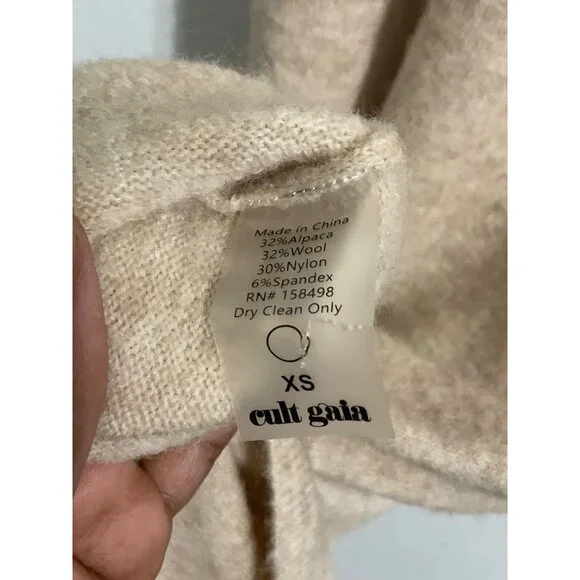 Made in China
32%Alpaca
32%Wool
30%Nylon
6%Spandex
RN# 158498
Dry Clean Only
XS
cult gaia